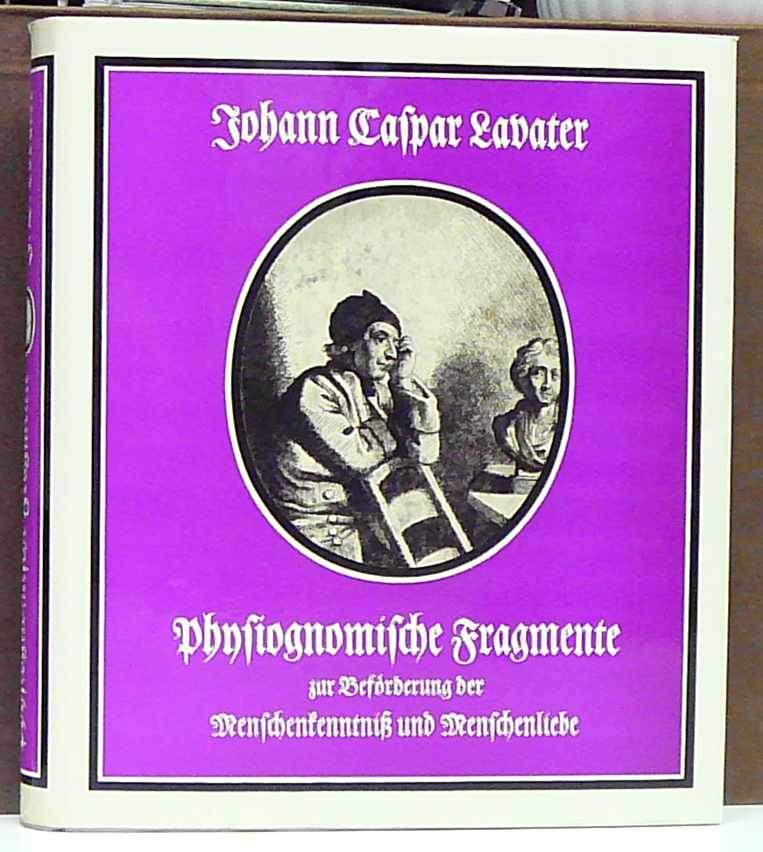 Johann Caſpar Lavater
Phyſiognomiſche Fragmente
zur Beförderung der
Menſchenkenntniß und Menſchenliebe